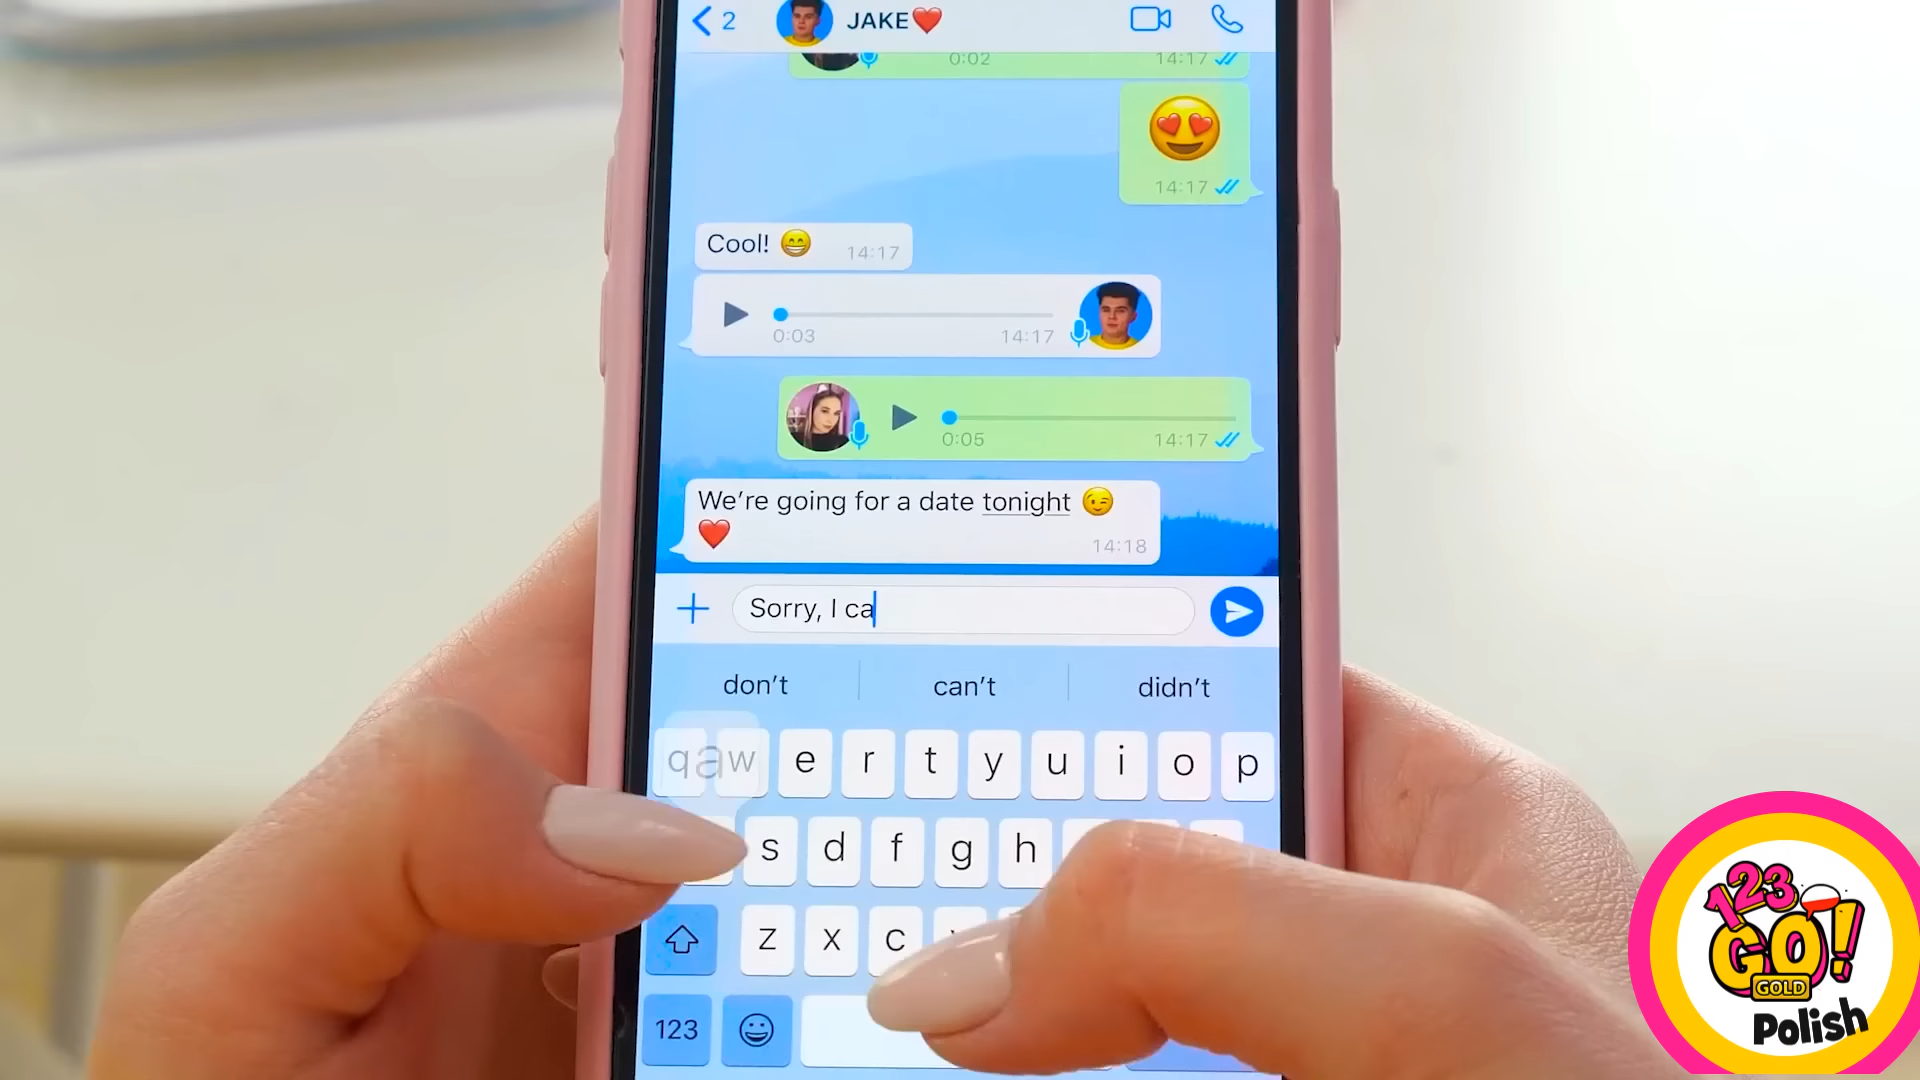 2
JAKE
0:02 14:17
14:17
Cool! 14:17
0:03 14:17
0:05 14:17
We're going for a date tonight
14:18
Sorry, I ca
don't can't didn't
q a w e r t y u i o p
s d f g h
z x c
123
123
GO!
GOLD
Polish